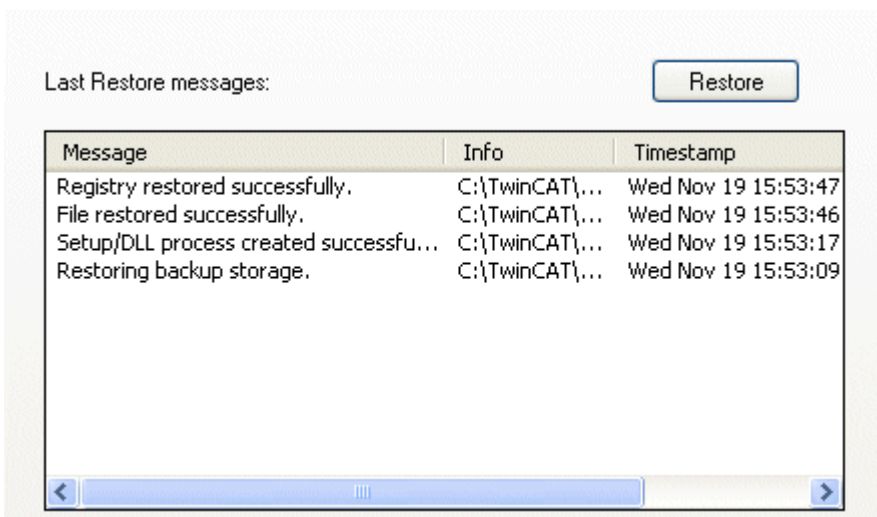 Last Restore messages: Restore
Message Info Timestamp
Registry restored successfully. C:\TwinCAT\... Wed Nov 19 15:53:47
File restored successfully. C:\TwinCAT\... Wed Nov 19 15:53:46
Setup/DLL process created successfu... C:\TwinCAT\... Wed Nov 19 15:53:17
Restoring backup storage. C:\TwinCAT\... Wed Nov 19 15:53:09